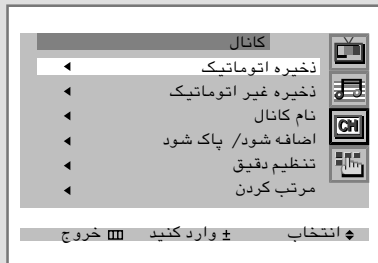 کانال
ذخیره اتوماتیک
ذخیره غیر اتوماتیک
نام کانال
CH
اضافه شود/ پاک شود
تنظیم دقیق
مرتب کردن
انتخاب ± وارد کنید خروج